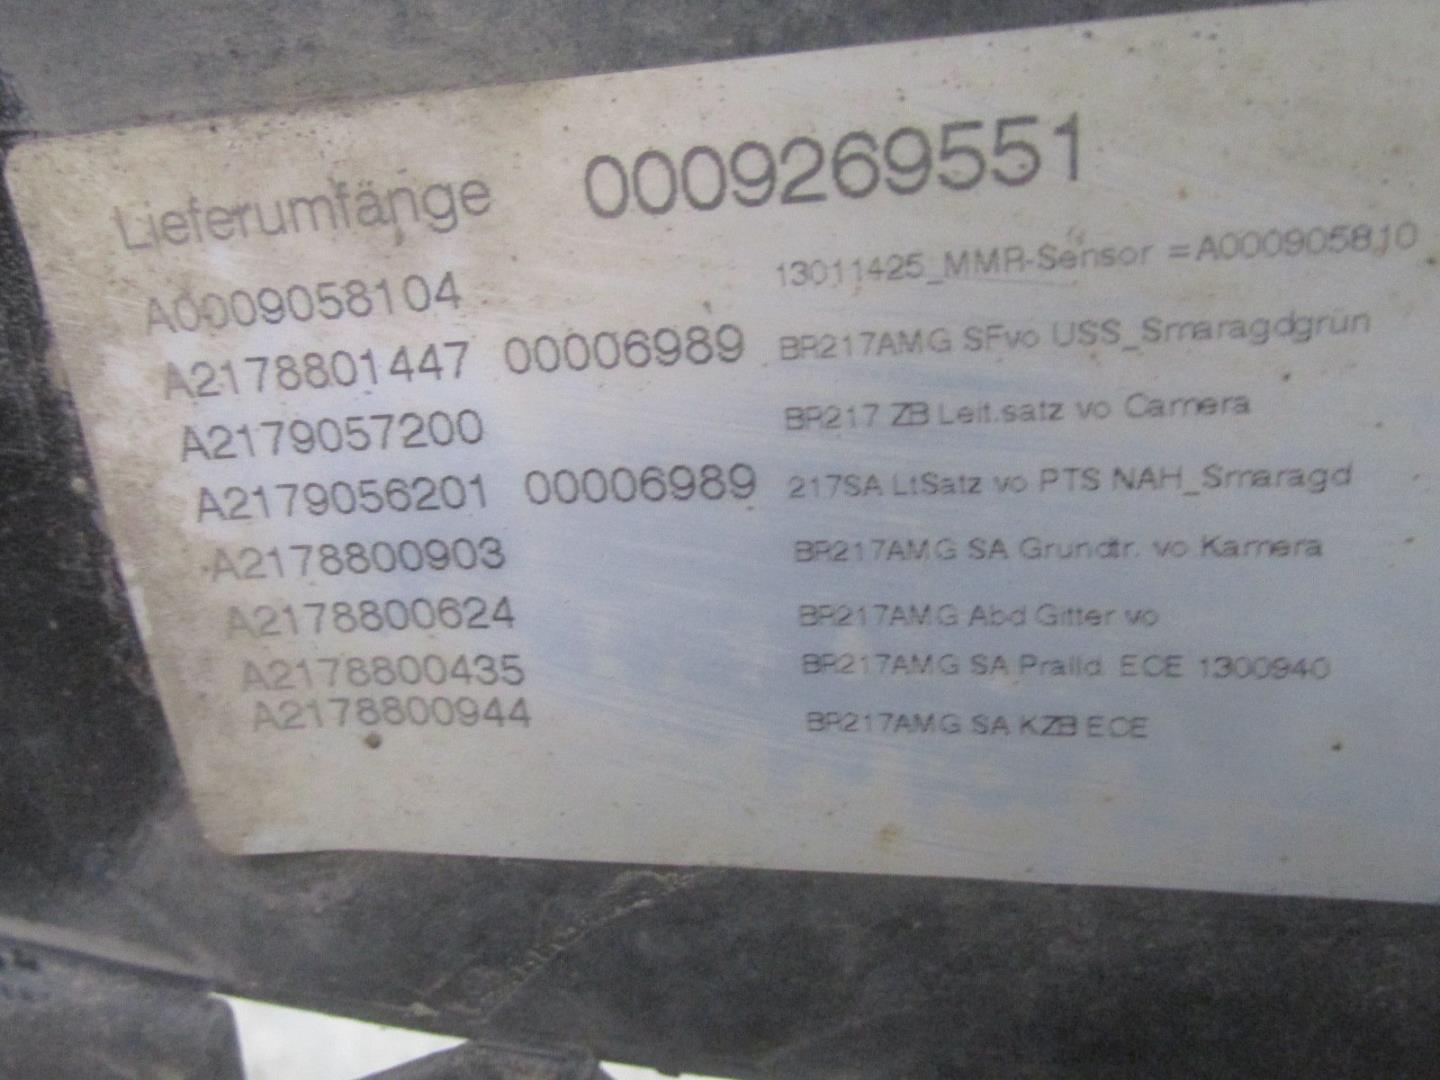 Lieferumfänge 0009269551
A0009058104 13011425_MMR-Sensor =A000905810
A2178801447 00006989 BR217AMG SFvo USS_Smaragdgrün
A2179057200 BR217 ZB Leit.satz vo Camera
A2179056201 00006989 217SA LtSatz vo PTS NAH_Smaragd
A2178800903 BR217AMG SA Grundtr. vo Kamera
A2178800624 BR217AMG Abd Gitter vo
A2178800435 BR217AMG SA Pralld. ECE 1300940
A2178800944 BR217AMG SA KZB ECE